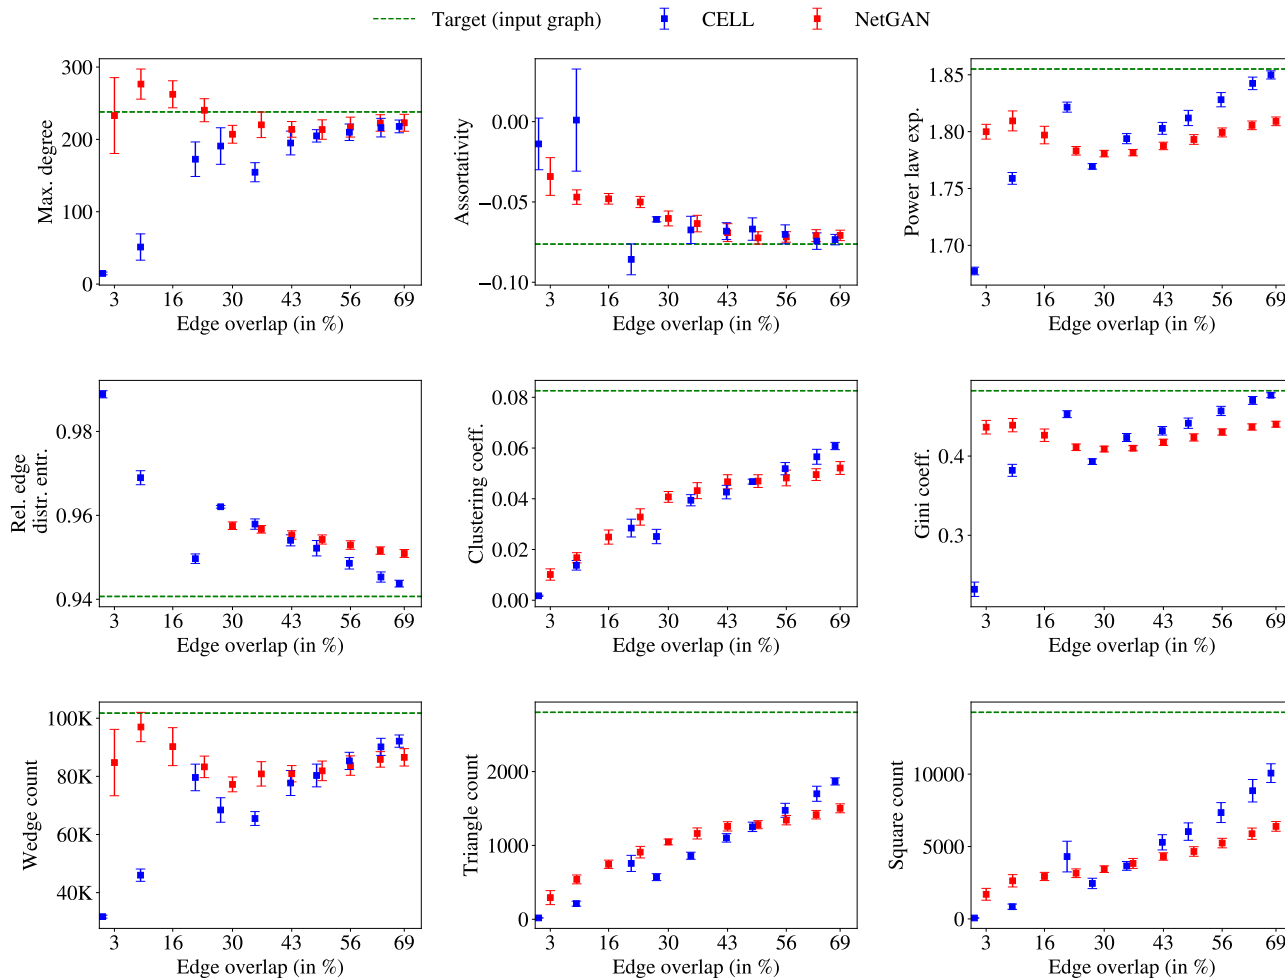 Target (input graph) CELL NetGAN
300
200
100
0
Max. degree
3 16 30 43 56 69
Edge overlap (in %)
0.00
−0.05
−0.10
Assortativity
3 16 30 43 56 69
Edge overlap (in %)
1.85
1.80
1.75
1.70
Power law exp.
3 16 30 43 56 69
Edge overlap (in %)
0.98
0.96
0.94
Rel. edge
distr. entr.
3 16 30 43 56 69
Edge overlap (in %)
0.08
0.06
0.04
0.02
0.00
Clustering coeff.
3 16 30 43 56 69
Edge overlap (in %)
0.4
0.3
Gini coeff.
3 16 30 43 56 69
Edge overlap (in %)
100K
80K
60K
40K
Wedge count
3 16 30 43 56 69
Edge overlap (in %)
2000
1000
0
Triangle count
3 16 30 43 56 69
Edge overlap (in %)
10000
5000
0
Square count
3 16 30 43 56 69
Edge overlap (in %)